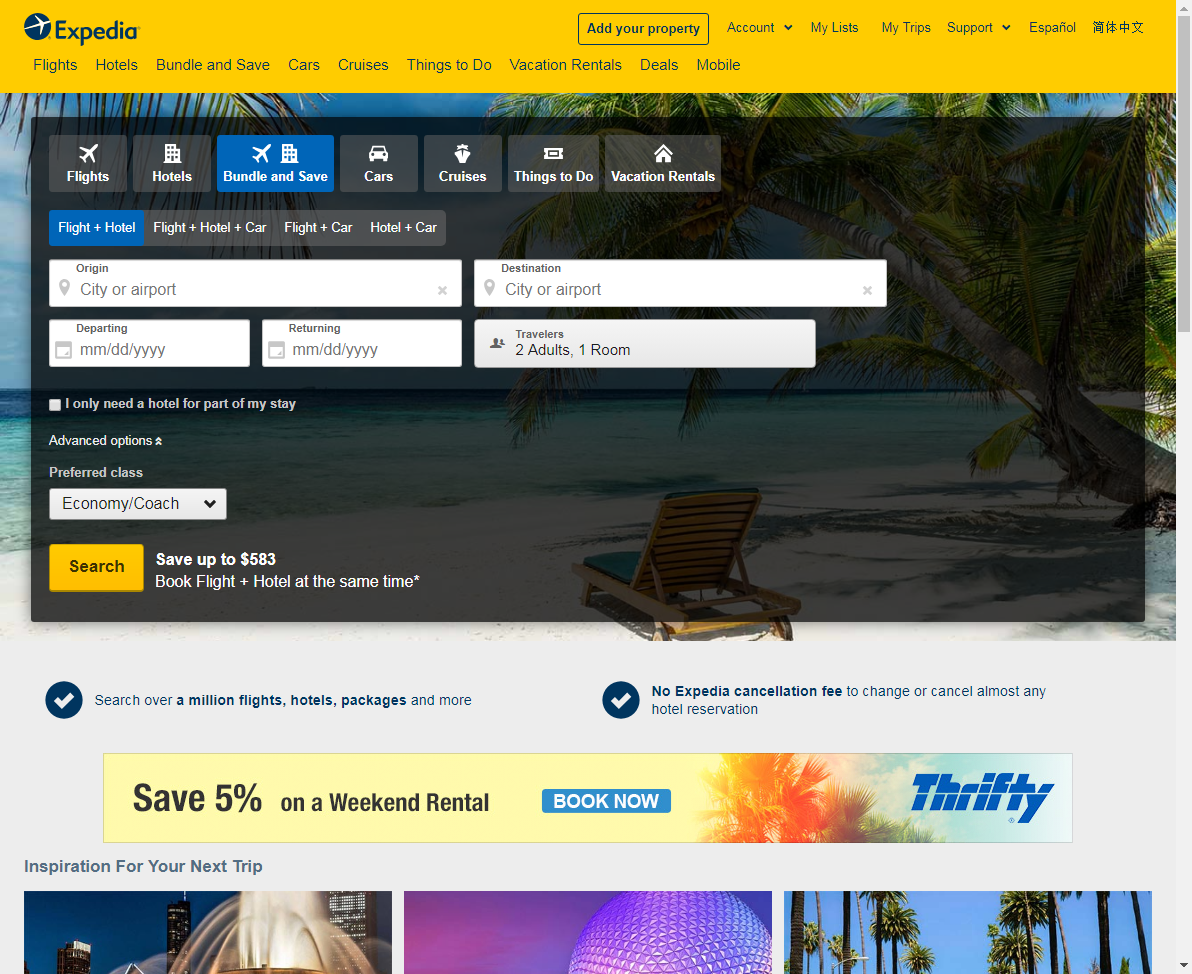 Expedia
Add your property
Account
My Lists
My Trips
Support
Español
简体中文
Flights
Hotels
Bundle and Save
Cars
Cruises
Things to Do
Vacation Rentals
Deals
Mobile
Flights
Hotels
Bundle and Save
Cars
Cruises
Things to Do
Vacation Rentals
Flight + Hotel
Flight + Hotel + Car
Flight + Car
Hotel + Car
Origin
City or airport
Destination
City or airport
Departing
mm/dd/yyyy
Returning
mm/dd/yyyy
Travelers
2 Adults, 1 Room
I only need a hotel for part of my stay
Advanced options
Preferred class
Economy/Coach
Search
Save up to $583
Book Flight + Hotel at the same time*
Search over a million flights, hotels, packages and more
No Expedia cancellation fee to change or cancel almost any
hotel reservation
Save 5% on a Weekend Rental
BOOK NOW
Thrifty
Inspiration For Your Next Trip